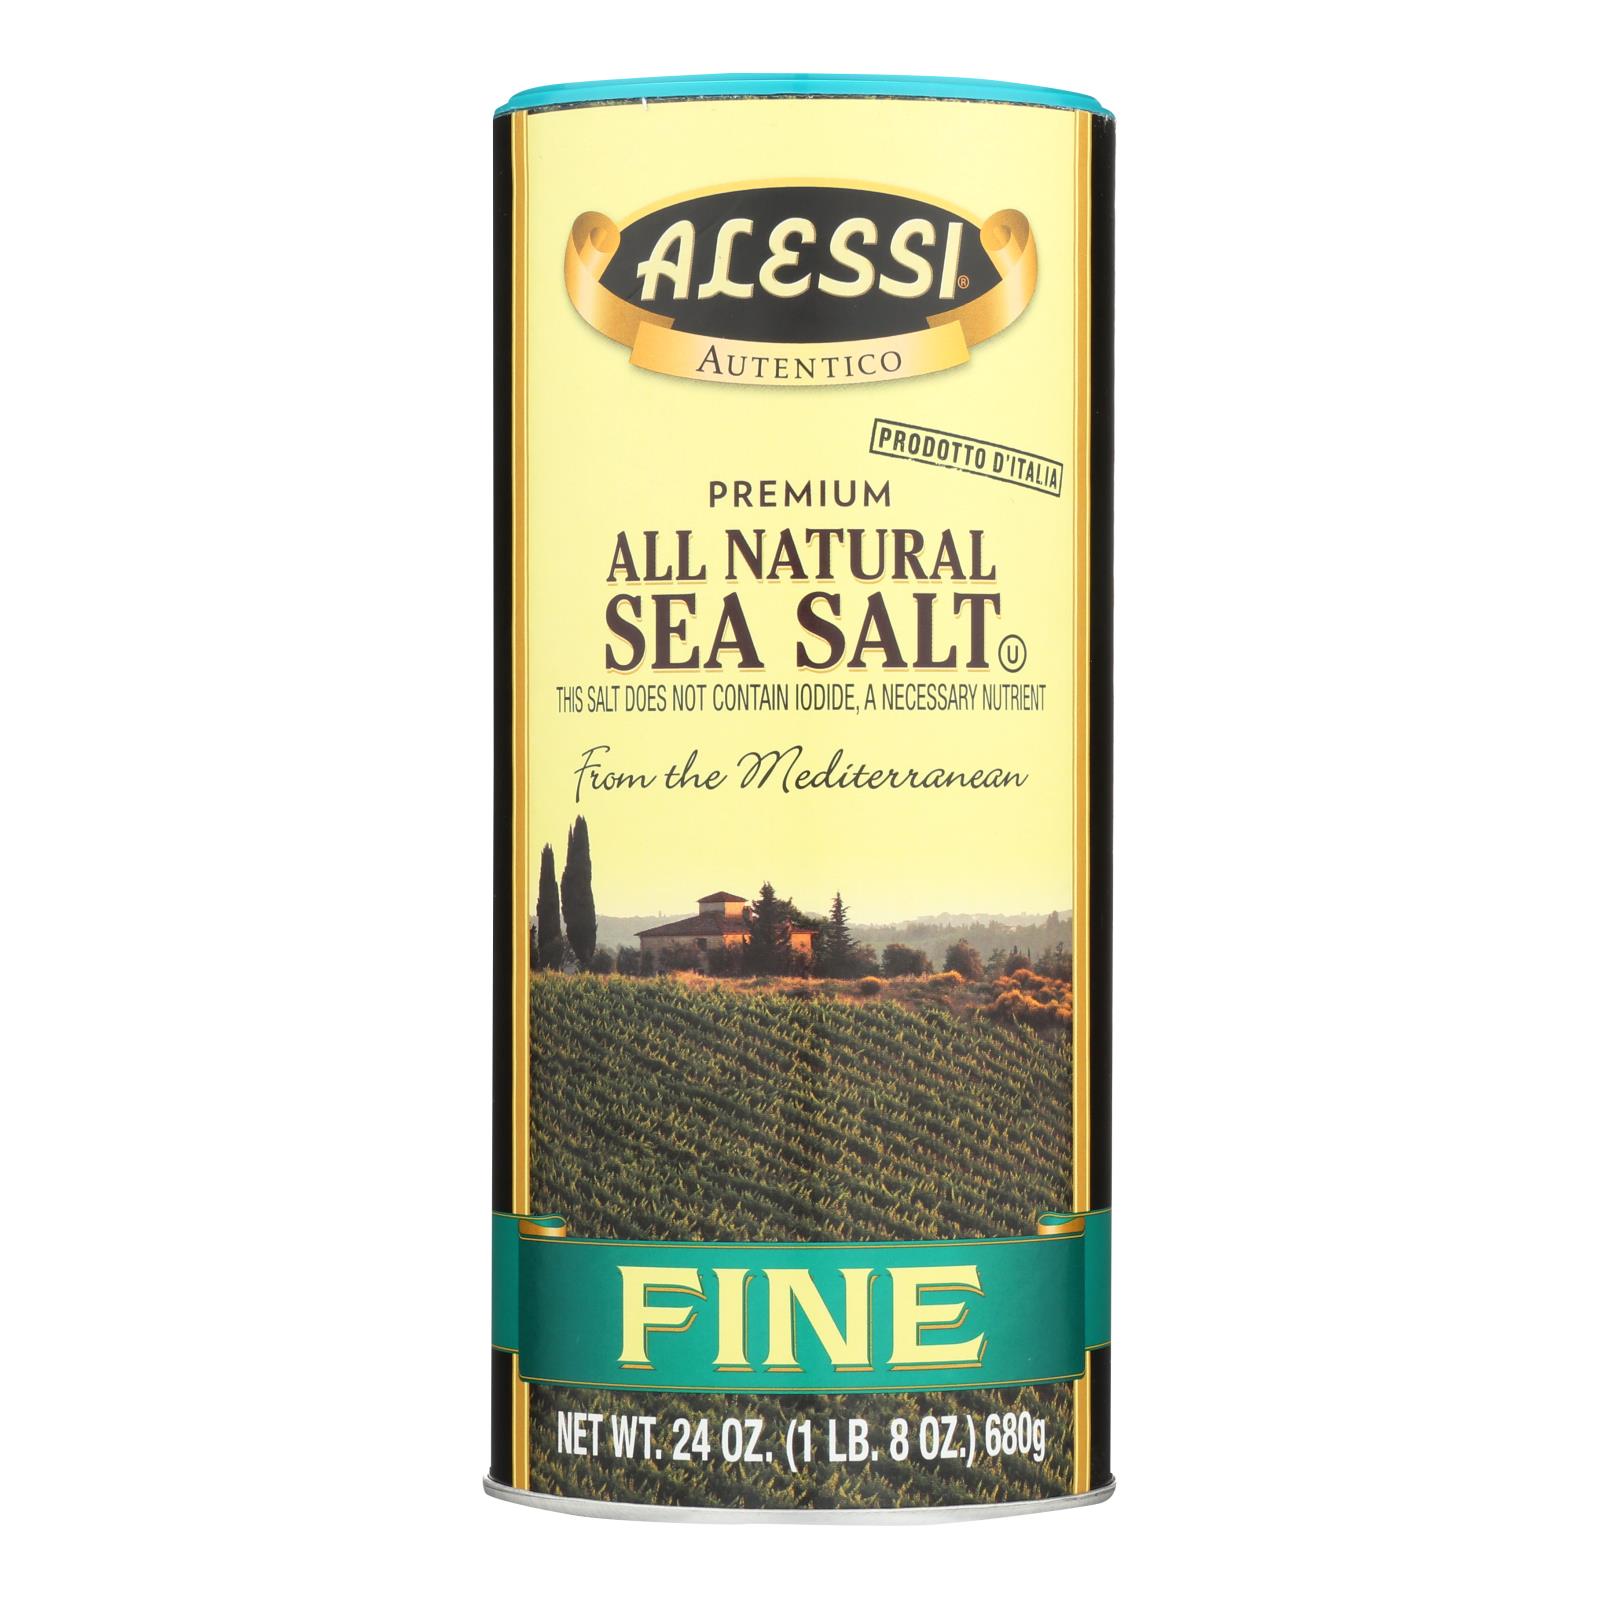 ALESSI®
AUTENTICO
PRODOTTO D'ITALIA
PREMIUM
ALL NATURAL
SEA SALT Ⓤ
THIS SALT DOES NOT CONTAIN IODIDE, A NECESSARY NUTRIENT
From the Mediterranean
FINE
NET WT. 24 OZ. (1 LB. 8 OZ.) 680g